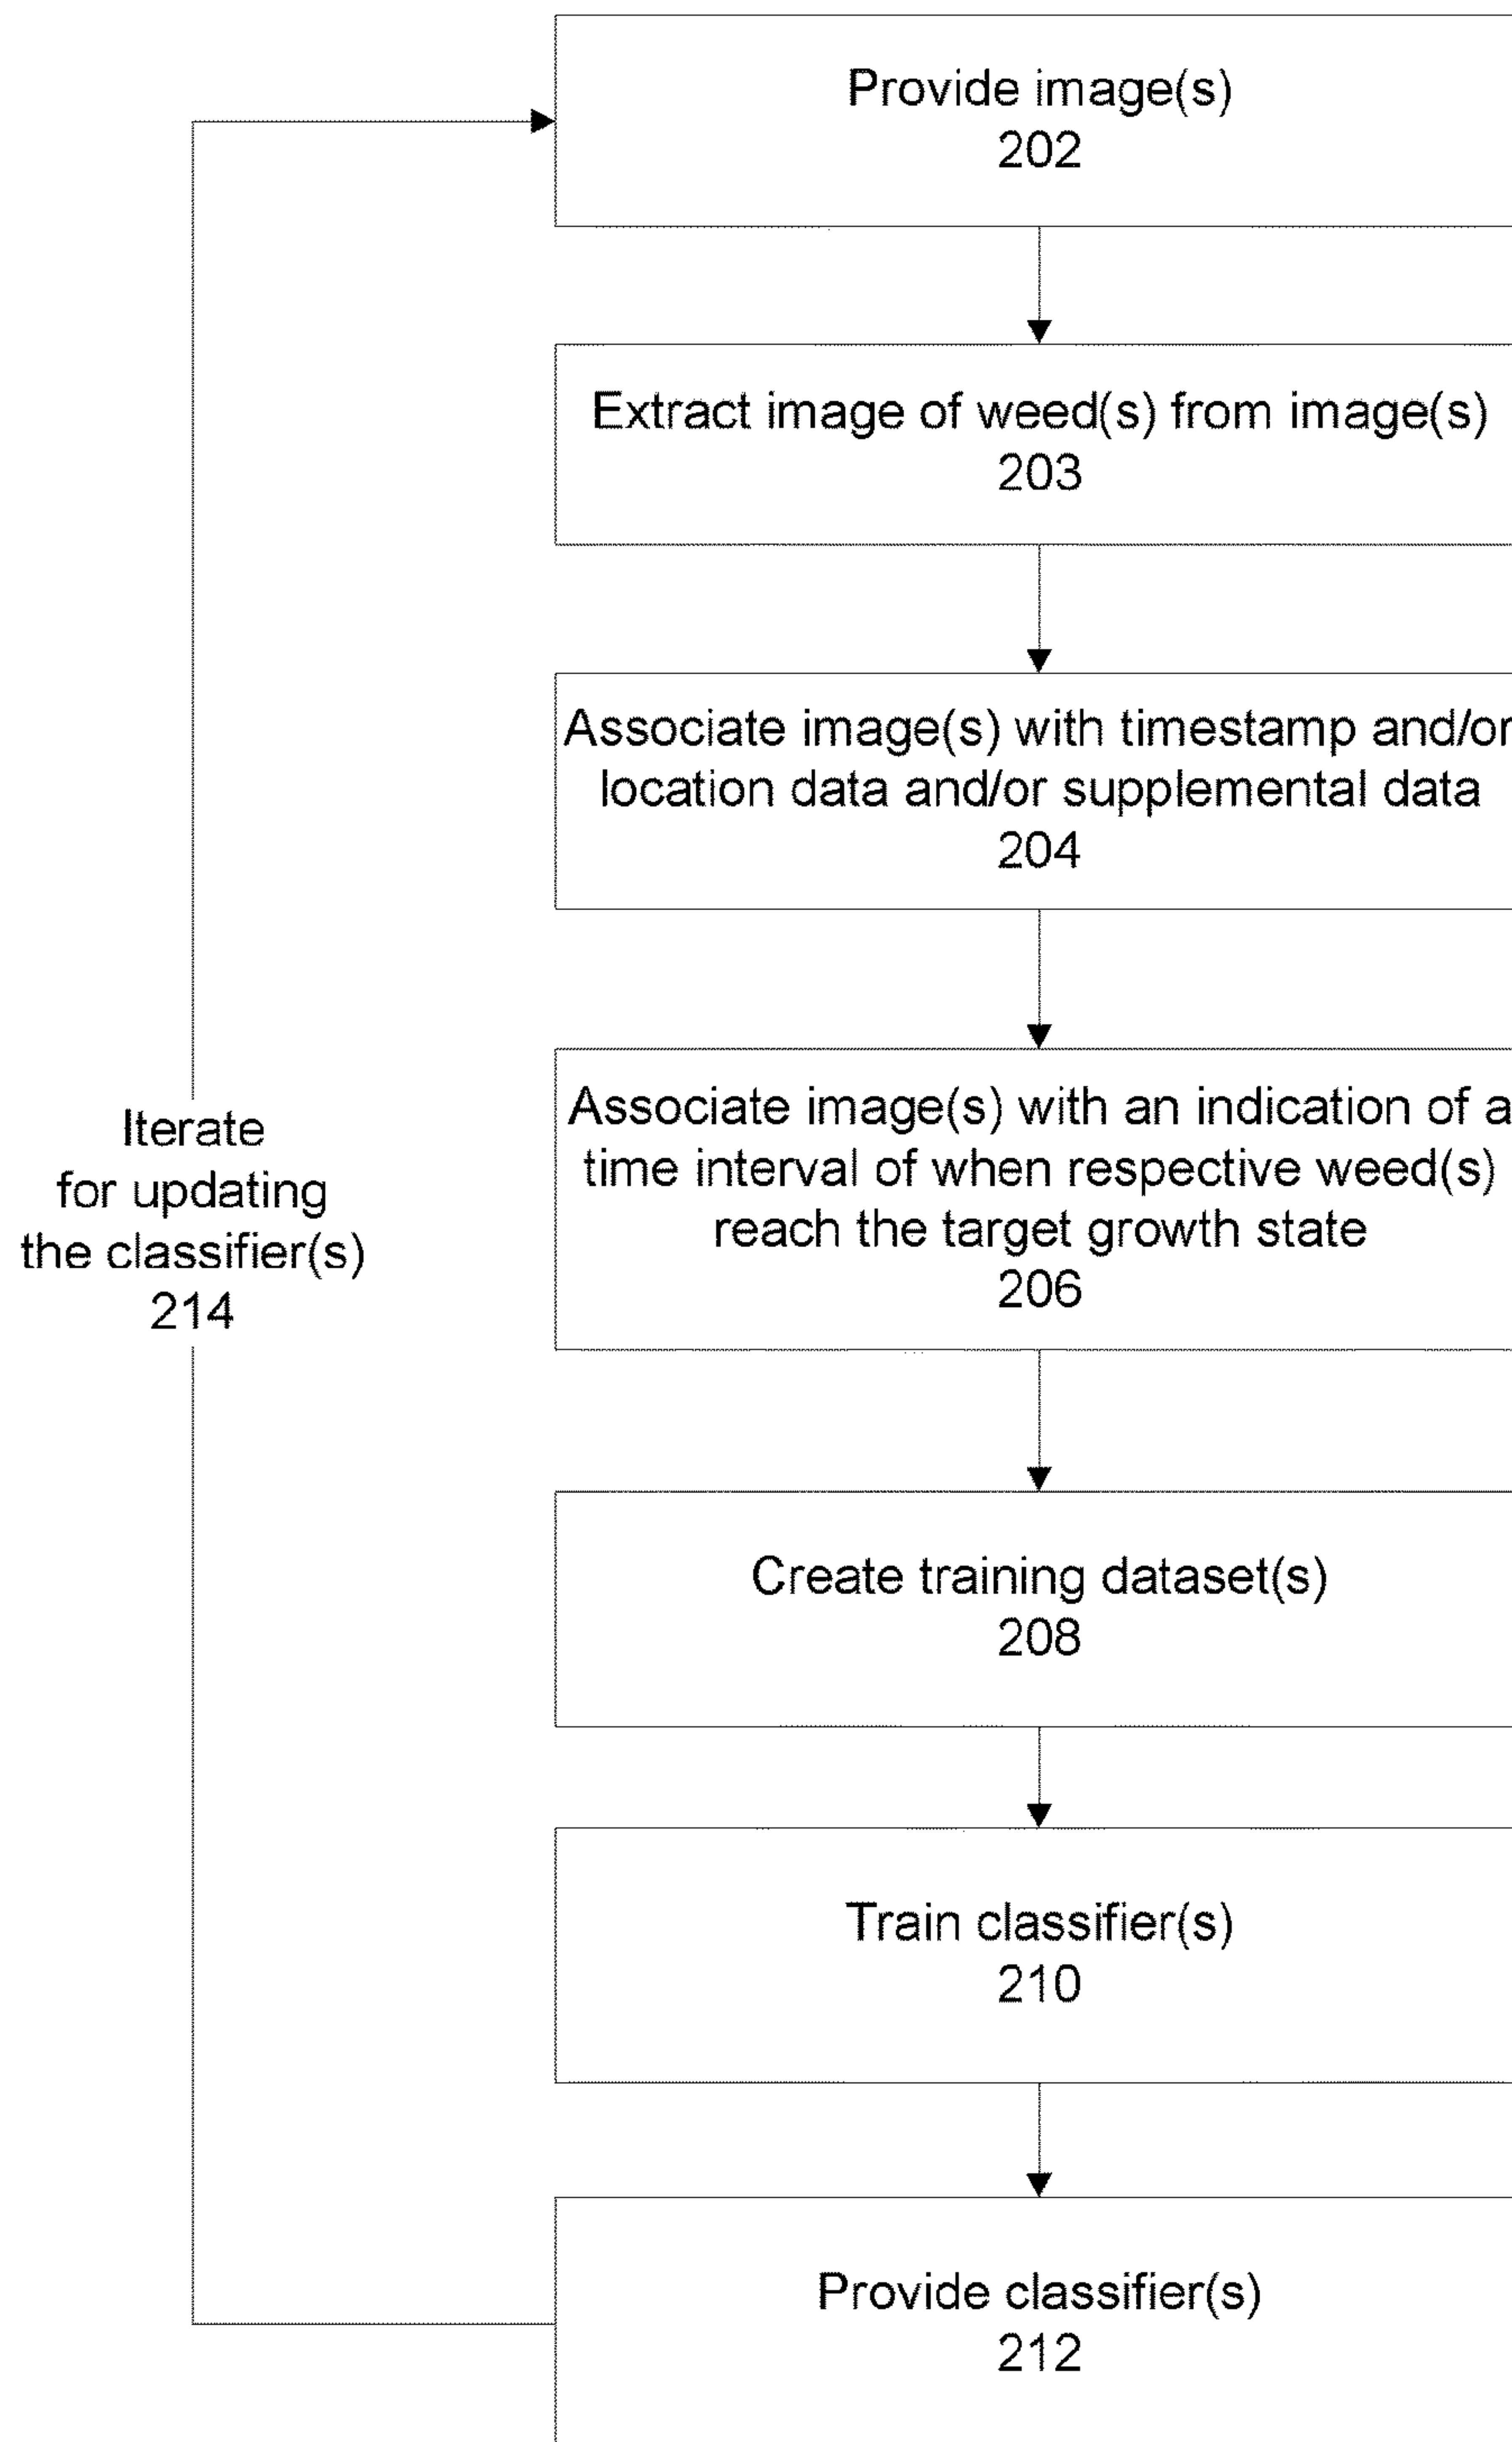 Provide image(s)
202
Extract image of weed(s) from image(s)
203
Associate image(s) with timestamp and/or
location data and/or supplemental data
204
Associate image(s) with an indication of a
time interval of when respective weed(s)
reach the target growth state
206
Iterate
for updating
the classifier(s)
214
Create training dataset(s)
208
Train classifier(s)
210
Provide classifier(s)
212